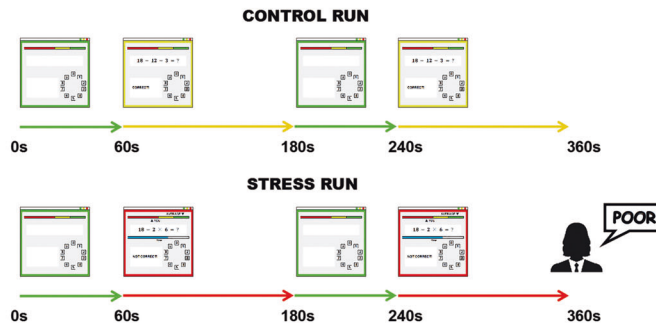 CONTROL RUN
18 - 12 - 3 = ?
CORRECT!
18 - 12 - 3 = ?
CORRECT!
0s 60s 180s 240s 360s
STRESS RUN
18 - 2 × 6 = ?
NOT CORRECT!
18 - 2 × 6 = ?
NOT CORRECT!
POOR
0s 60s 180s 240s 360s